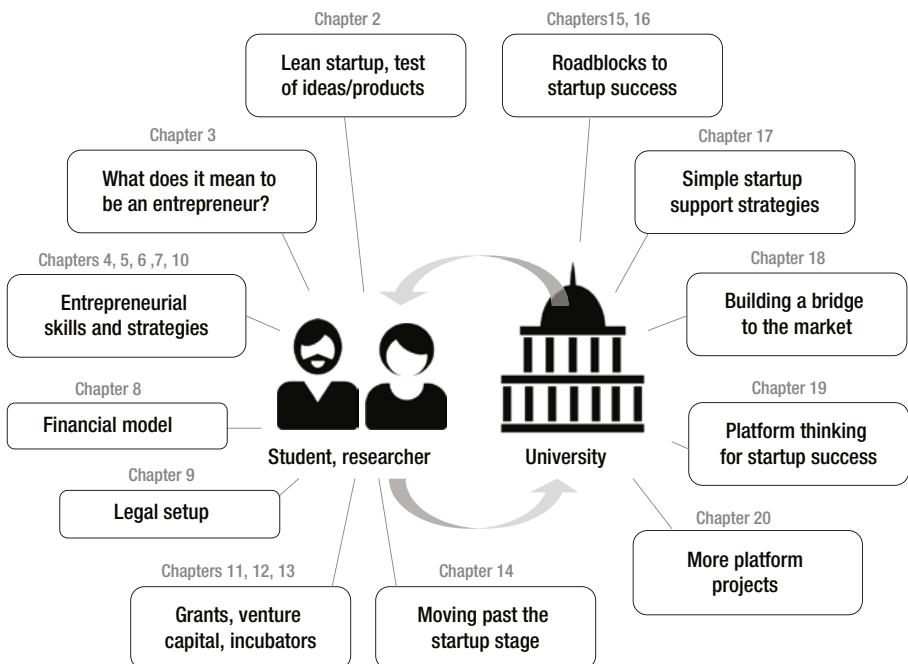 Chapter 2
Lean startup, test
of ideas/products
Chapters15, 16
Roadblocks to
startup success
Chapter 3
What does it mean to
be an entrepreneur?
Chapter 17
Simple startup
support strategies
Chapters 4, 5, 6 ,7, 10
Entrepreneurial
skills and strategies
Chapter 18
Building a bridge
to the market
Chapter 8
Financial model
Chapter 19
Platform thinking
for startup success
Student, researcher
University
Chapter 9
Legal setup
Chapter 20
More platform
projects
Chapters 11, 12, 13
Grants, venture
capital, incubators
Chapter 14
Moving past the
startup stage